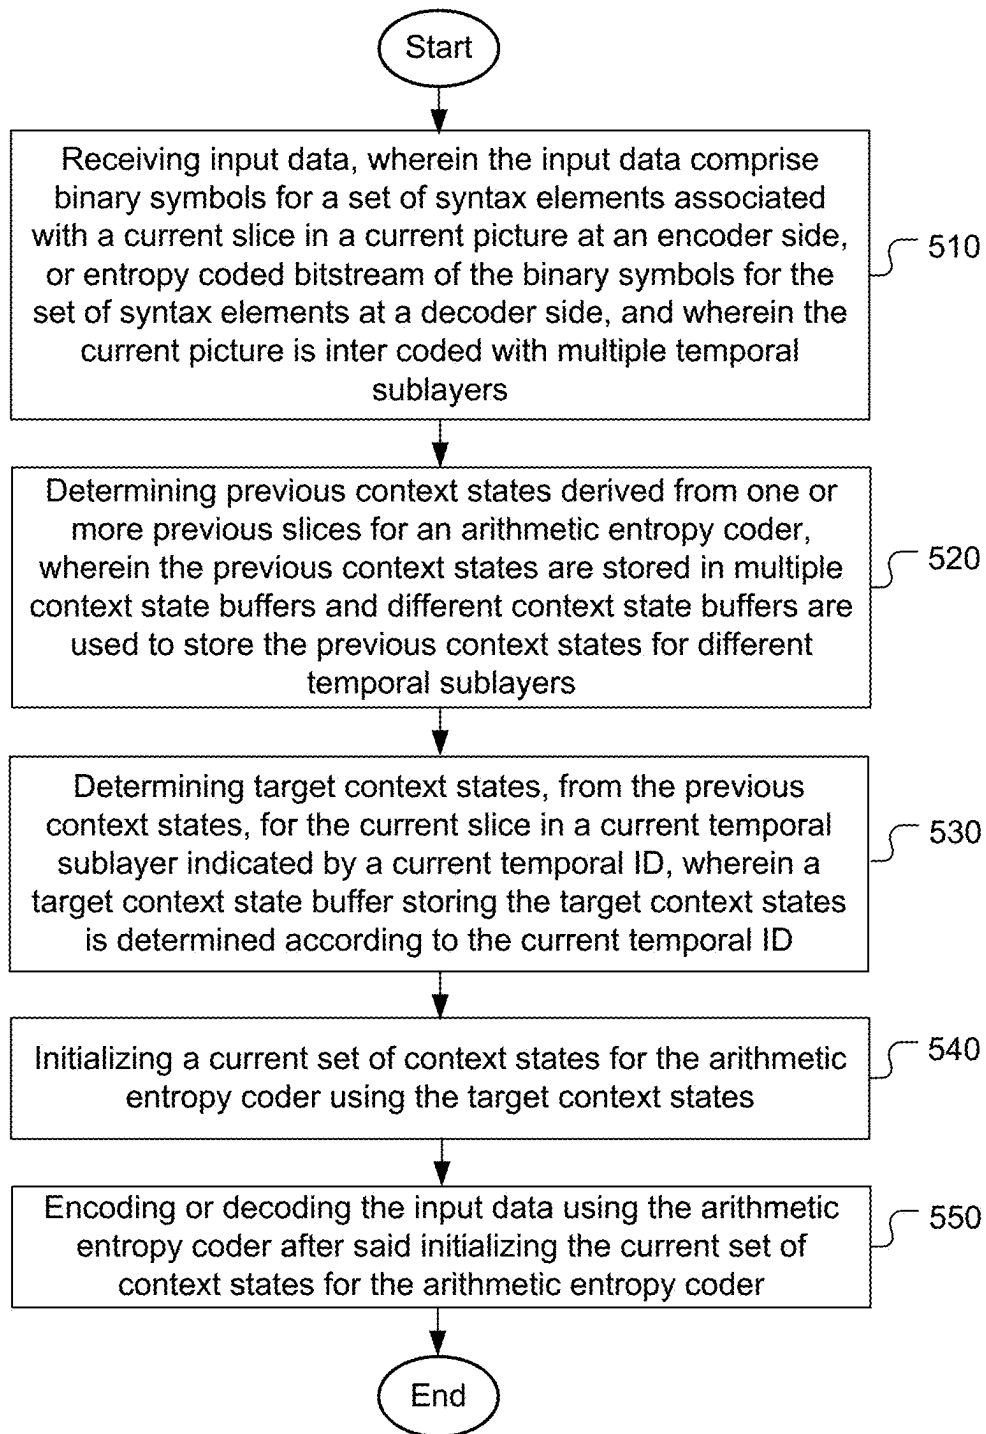 Start
Receiving input data, wherein the input data comprise
binary symbols for a set of syntax elements associated
with a current slice in a current picture at an encoder side,
or entropy coded bitstream of the binary symbols for the
set of syntax elements at a decoder side, and wherein the
current picture is inter coded with multiple temporal
sublayers
510
Determining previous context states derived from one or
more previous slices for an arithmetic entropy coder,
wherein the previous context states are stored in multiple
context state buffers and different context state buffers are
used to store the previous context states for different
temporal sublayers
520
Determining target context states, from the previous
context states, for the current slice in a current temporal
sublayer indicated by a current temporal ID, wherein a
target context state buffer storing the target context states
is determined according to the current temporal ID
530
Initializing a current set of context states for the arithmetic
entropy coder using the target context states
540
Encoding or decoding the input data using the arithmetic
entropy coder after said initializing the current set of
context states for the arithmetic entropy coder
550
End